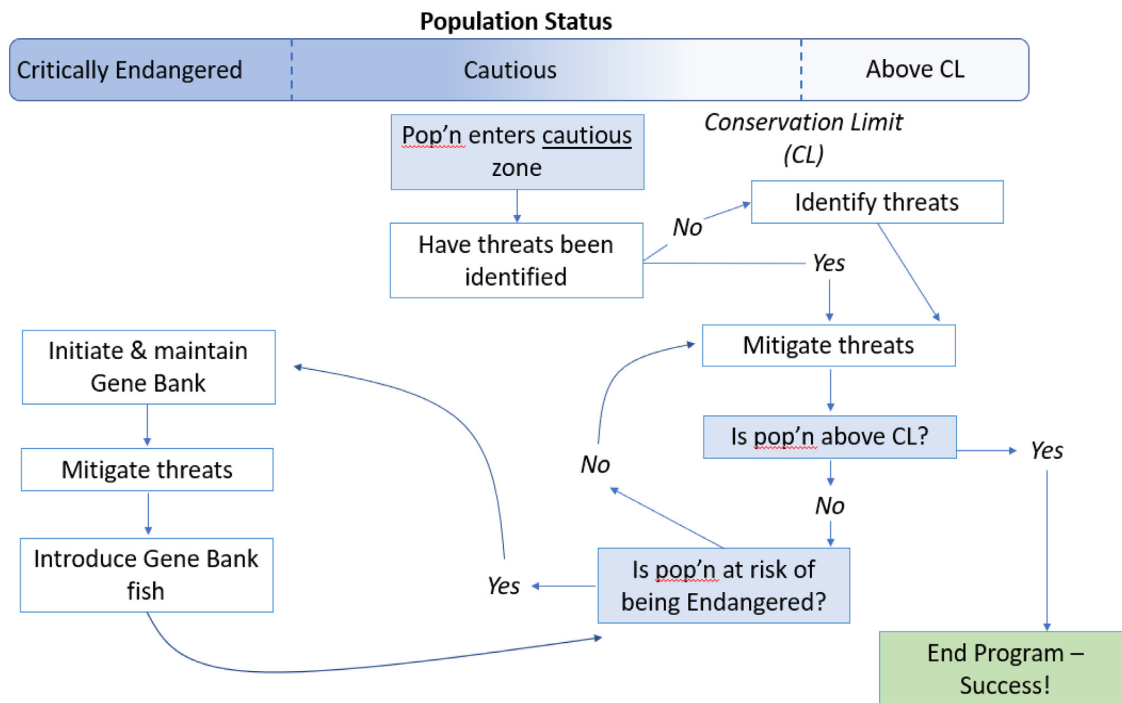 Population Status
Critically Endangered
Cautious
Above CL
Conservation Limit
(CL)
Pop’n enters cautious
zone
Identify threats
No
Have threats been
identified
Yes
Initiate & maintain
Gene Bank
Mitigate threats
Is pop’n above CL?
Yes
No
Mitigate threats
No
Introduce Gene Bank
fish
Yes
Is pop’n at risk of
being Endangered?
End Program –
Success!